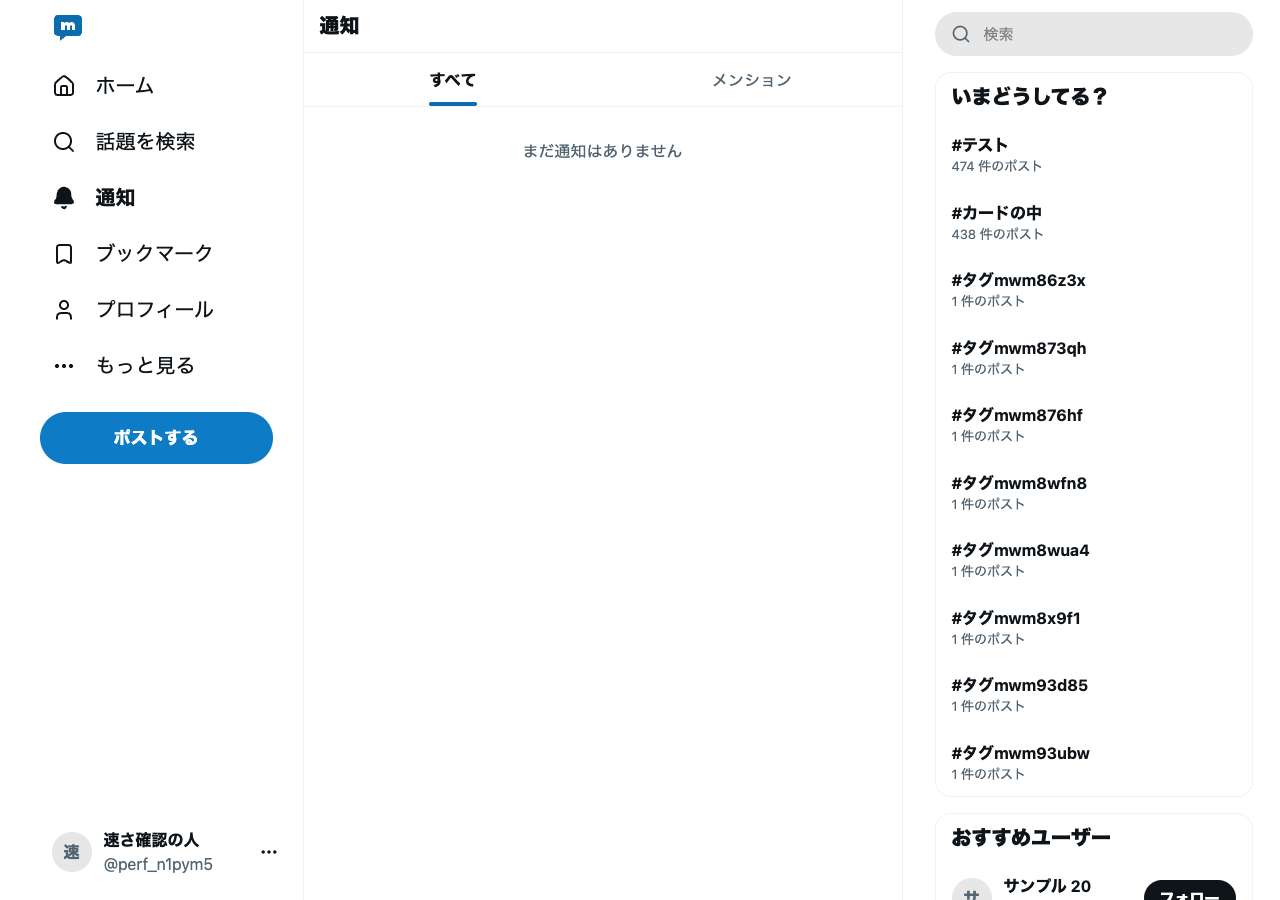 m
ホーム
話題を検索
通知
ブックマーク
プロフィール
もっと見る
ポストする
速
速さ確認の人
@perf_n1pym5
通知
すべて
メンション
まだ通知はありません
検索
いまどうしてる？
#テスト
474 件のポスト
#カードの中
438 件のポスト
#タグmwm86z3x
1 件のポスト
#タグmwm873qh
1 件のポスト
#タグmwm876hf
1 件のポスト
#タグmwm8wfn8
1 件のポスト
#タグmwm8wua4
1 件のポスト
#タグmwm8x9f1
1 件のポスト
#タグmwm93d85
1 件のポスト
#タグmwm93ubw
1 件のポスト
おすすめユーザー
サ
サンプル 20
フォロー